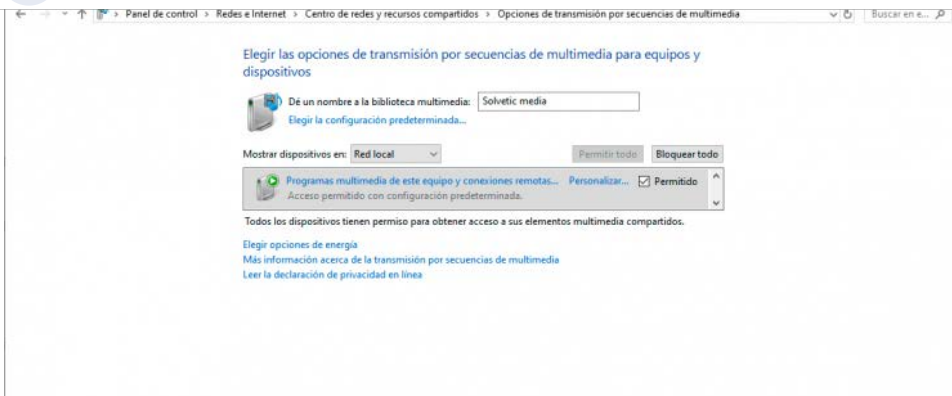 Panel de control > Redes e Internet > Centro de redes y recursos compartidos > Opciones de transmisión por secuencias de multimedia
Buscar en e...
Elegir las opciones de transmisión por secuencias de multimedia para equipos y
dispositivos
Dé un nombre a la biblioteca multimedia: Solvetic media
Elegir la configuración predeterminada...
Mostrar dispositivos en: Red local
Permitir todo Bloquear todo
Programas multimedia de este equipo y conexiones remotas... Personalizar... Permitido
Acceso permitido con configuración predeterminada.
Todos los dispositivos tienen permiso para obtener acceso a sus elementos multimedia compartidos.
Elegir opciones de energía
Más información acerca de la transmisión por secuencias de multimedia
Leer la declaración de privacidad en línea